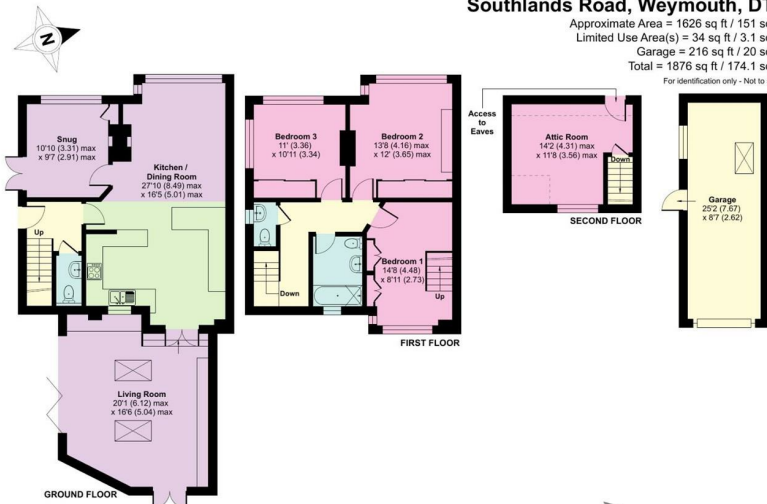 Southlands Road, Weymouth, DT
Approximate Area = 1626 sq ft / 151 sq
Limited Use Area(s) = 34 sq ft / 3.1 sq
Garage = 216 sq ft / 20 sq
Total = 1876 sq ft / 174.1 sq
For identification only - Not to
N
Snug
10'10 (3.31) max
x 9'7 (2.91) max
Kitchen /
Dining Room
27'10 (8.49) max
x 16'5 (5.01) max
Up
Living Room
20'1 (6.12) max
x 16'6 (5.04) max
GROUND FLOOR
Bedroom 3
11' (3.36)
x 10'11 (3.34)
Bedroom 2
13'8 (4.16) max
x 12' (3.65) max
Bedroom 1
14'8 (4.48)
x 8'11 (2.73)
Up
Down
FIRST FLOOR
Access
to
Eaves
Attic Room
14'2 (4.31) max
x 11'8 (3.56) max
Down
SECOND FLOOR
Garage
25'2 (7.67)
x 8'7 (2.62)